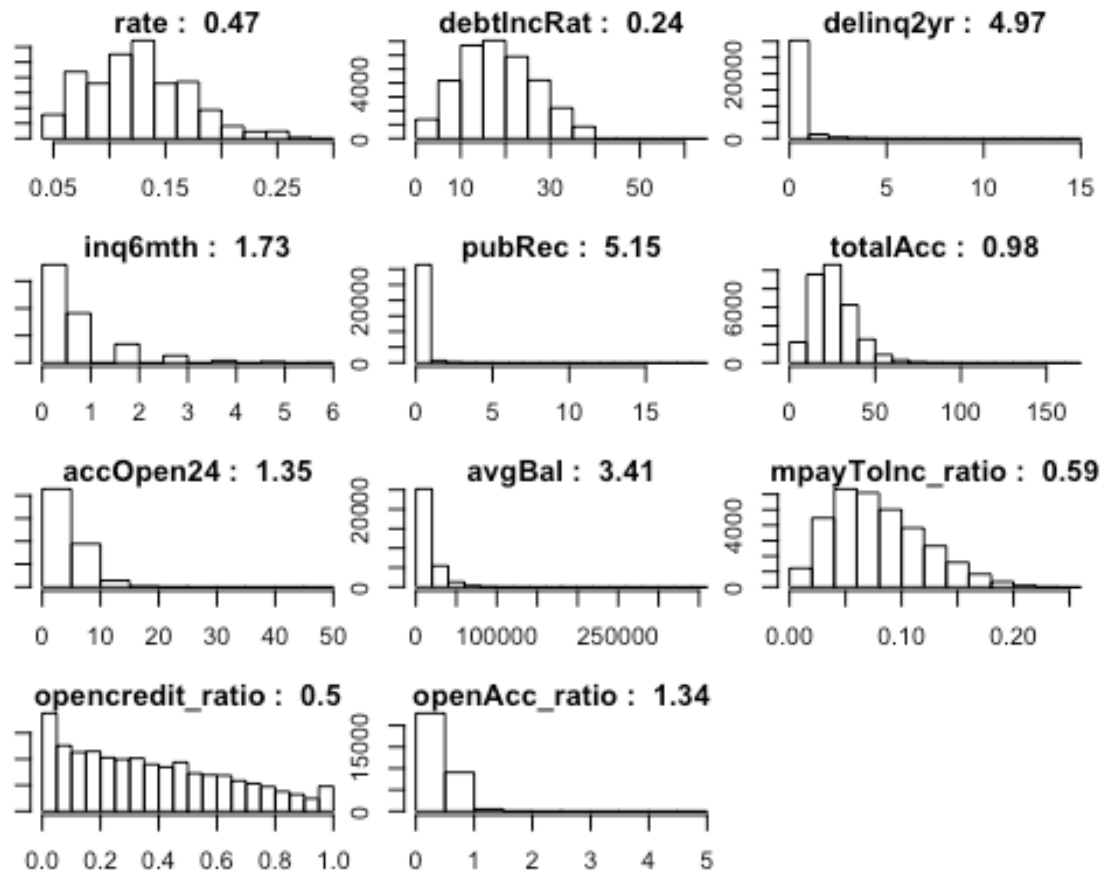 rate : 0.47
0.05 0.15 0.25
debtIncRat : 0.24
0 4000
0 10 30 50
delinq2yr : 4.97
0 20000
0 5 10 15
inq6mth : 1.73
0 1 2 3 4 5 6
pubRec : 5.15
0 20000
0 5 10 15
totalAcc : 0.98
0 60000
0 50 100 150
accOpen24 : 1.35
0 10 20 30 40 50
avgBal : 3.41
0 20000
0 100000 250000
mpayToInc_ratio : 0.59
0 4000
0.00 0.10 0.20
opencredit_ratio : 0.5
0.0 0.2 0.4 0.6 0.8 1.0
openAcc_ratio : 1.34
0 15000
0 1 2 3 4 5